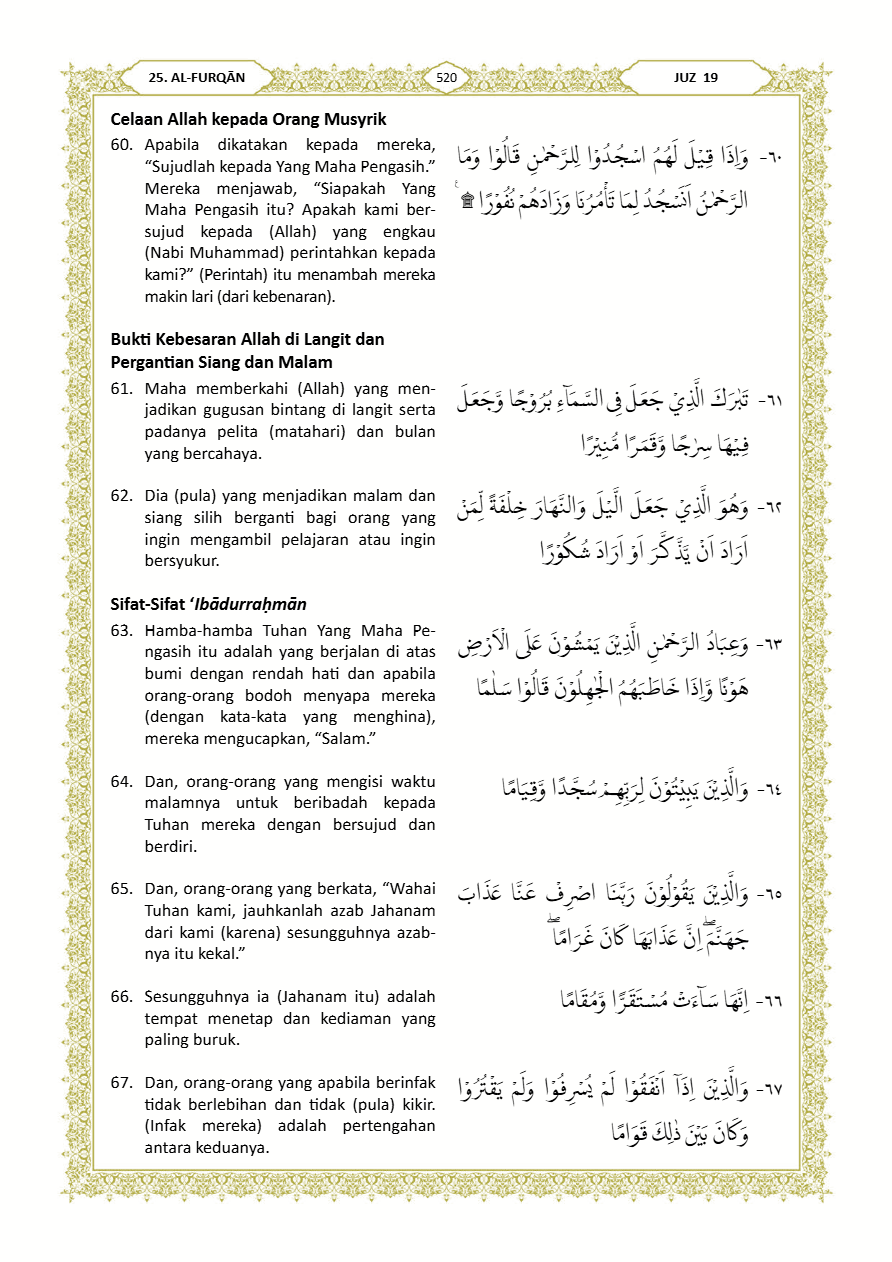 25. AL-FURQĀN
520
JUZ 19
Celaan Allah kepada Orang Musyrik
60. Apabila dikatakan kepada mereka,
“Sujudlah kepada Yang Maha Pengasih.”
Mereka menjawab, “Siapakah Yang
Maha Pengasih itu? Apakah kami ber-
sujud kepada (Allah) yang engkau
(Nabi Muhammad) perintahkan kepada
kami?” (Perintah) itu menambah mereka
makin lari (dari kebenaran).
٦٠- وَاِذَا قِيْلَ لَهُمُ اسْجُدُوْا لِلرَّحْمٰنِ قَالُوْا وَمَا
الرَّحْمٰنُ اَنَسْجُدُ لِمَا تَأْمُرُنَا وَزَادَهُمْ نُفُوْرًا ۩
Bukti Kebesaran Allah di Langit dan
Pergantian Siang dan Malam
61. Maha memberkahi (Allah) yang men-
jadikan gugusan bintang di langit serta
padanya pelita (matahari) dan bulan
yang bercahaya.
٦١- تَبٰرَكَ الَّذِيْ جَعَلَ فِى السَّمَاۤءِ بُرُوْجًا وَّجَعَلَ
فِيْهَا سِرٰجًا وَّقَمَرًا مُّنِيْرًا
62. Dia (pula) yang menjadikan malam dan
siang silih berganti bagi orang yang
ingin mengambil pelajaran atau ingin
bersyukur.
٦٢- وَهُوَ الَّذِيْ جَعَلَ الَّيْلَ وَالنَّهَارَ خِلْفَةً لِّمَنْ
اَرَادَ اَنْ يَّذَّكَّرَ اَوْ اَرَادَ شُكُوْرًا
Sifat-Sifat ‘Ibādurraḥmān
63. Hamba-hamba Tuhan Yang Maha Pe-
ngasih itu adalah yang berjalan di atas
bumi dengan rendah hati dan apabila
orang-orang bodoh menyapa mereka
(dengan kata-kata yang menghina),
mereka mengucapkan, “Salam.”
٦٣- وَعِبَادُ الرَّحْمٰنِ الَّذِيْنَ يَمْشُوْنَ عَلَى الْاَرْضِ
هَوْنًا وَّاِذَا خَاطَبَهُمُ الْجٰهِلُوْنَ قَالُوْا سَلٰمًا
64. Dan, orang-orang yang mengisi waktu
malamnya untuk beribadah kepada
Tuhan mereka dengan bersujud dan
berdiri.
٦٤- وَالَّذِيْنَ يَبِيْتُوْنَ لِرَبِّهِمْ سُجَّدًا وَّقِيَامًا
65. Dan, orang-orang yang berkata, “Wahai
Tuhan kami, jauhkanlah azab Jahanam
dari kami (karena) sesungguhnya azab-
nya itu kekal.”
٦٥- وَالَّذِيْنَ يَقُوْلُوْنَ رَبَّنَا اصْرِفْ عَنَّا عَذَابَ
جَهَنَّمَۖ اِنَّ عَذَابَهَا كَانَ غَرَامًاۖ
66. Sesungguhnya ia (Jahanam itu) adalah
tempat menetap dan kediaman yang
paling buruk.
٦٦- اِنَّهَا سَاۤءَتْ مُسْتَقَرًّا وَّمُقَامًا
67. Dan, orang-orang yang apabila berinfak
tidak berlebihan dan tidak (pula) kikir.
(Infak mereka) adalah pertengahan
antara keduanya.
٦٧- وَالَّذِيْنَ اِذَآ اَنْفَقُوْا لَمْ يُسْرِفُوْا وَلَمْ يَقْتُرُوْا
وَكَانَ بَيْنَ ذٰلِكَ قَوَامًا